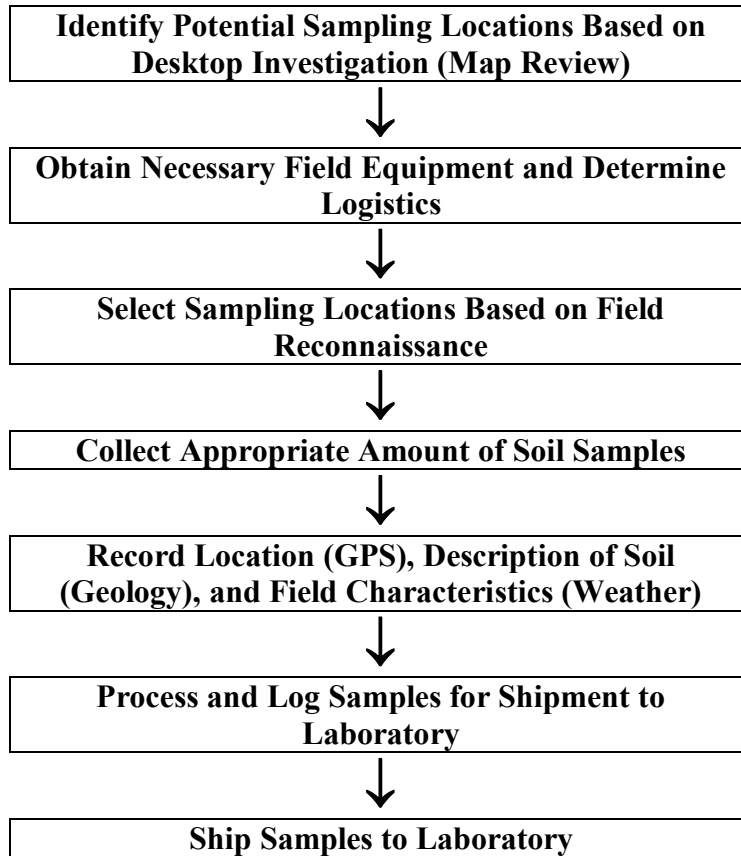 Identify Potential Sampling Locations Based on
Desktop Investigation (Map Review)
Obtain Necessary Field Equipment and Determine
Logistics
Select Sampling Locations Based on Field
Reconnaissance
Collect Appropriate Amount of Soil Samples
Record Location (GPS), Description of Soil
(Geology), and Field Characteristics (Weather)
Process and Log Samples for Shipment to
Laboratory
Ship Samples to Laboratory